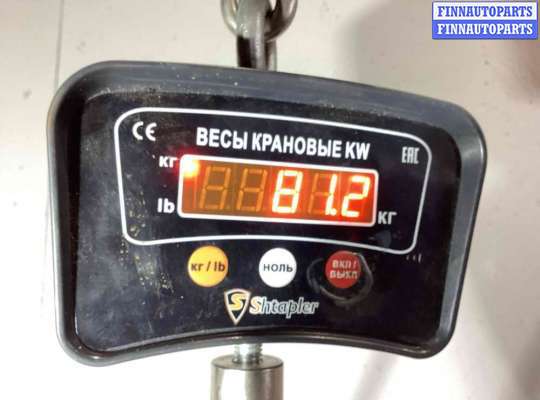 FINNAUTOPARTS
FINNAUTOPARTS
CE
ВЕСЫ КРАНОВЫЕ KW
EAC
кг
81.2
lb
кг
кг/lb
НОЛЬ
ВКЛ/
ВЫКЛ
S
Shtapler